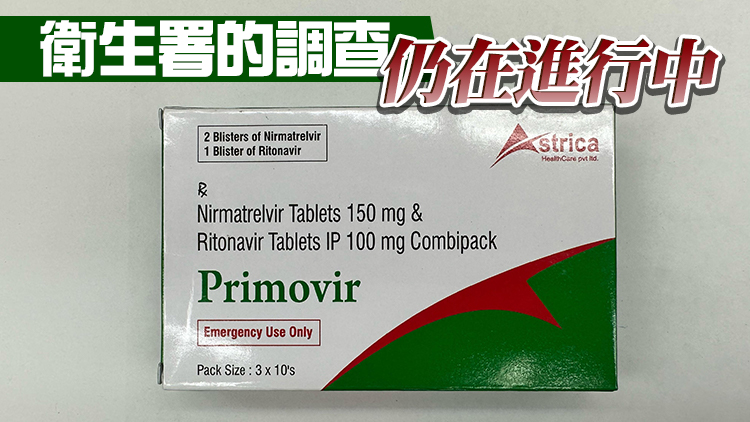 衞生署的調查
仍在進行中
2 Blisters of Nirmatrelvir
1 Blister of Ritonavir
Astrica
HealthCare pvt ltd.
℞
Nirmatrelvir Tablets 150 mg &
Ritonavir Tablets IP 100 mg Combipack
Primovir
Emergency Use Only
Pack Size : 3 x 10's